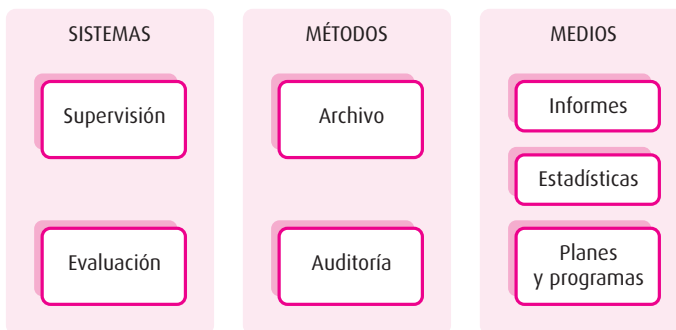 SISTEMAS
Supervisión
Evaluación
MÉTODOS
Archivo
Auditoría
MEDIOS
Informes
Estadísticas
Planes
y programas